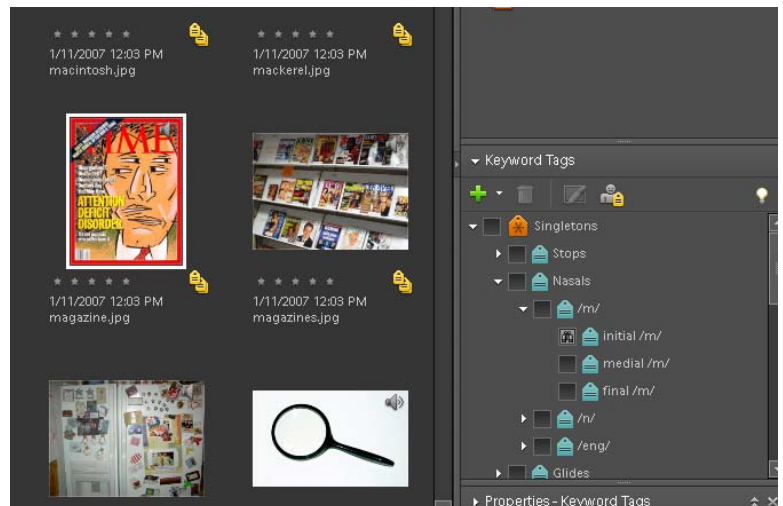 1/11/2007 12:03 PM
macintosh.jpg
1/11/2007 12:03 PM
mackerel.jpg
TIME
ATTENTION
DEFICIT
DISORDER
1/11/2007 12:03 PM
magazine.jpg
1/11/2007 12:03 PM
magazines.jpg
Keyword Tags
Singletons
Stops
Nasals
/m/
initial /m/
medial /m/
final /m/
/n/
/eng/
Glides
Properties - Keyword Tags